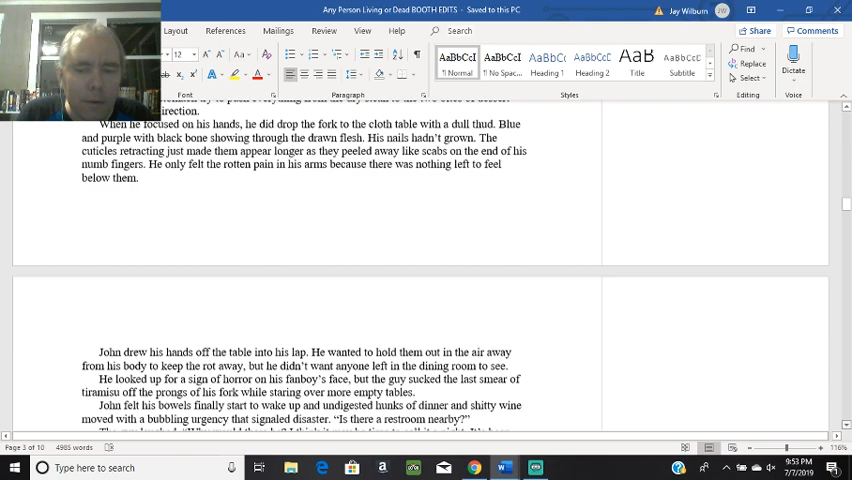 Any Person Living or Dead BOOTH EDITS - Saved to this PC
Jay Wilburn
JW
Layout
References
Mailings
Review
View
Help
Search
Share
Comments
12
Aa
AaBbCcI
AaBbCcI
AaBbCc
AaBbCc
AaB
AaBbCcI
¶ Normal
¶ No Spac...
Heading 1
Heading 2
Title
Subtitle
Find
Replace
Select
Dictate
Paragraph
Styles
Editing
Voice
direction.
When he focused on his hands, he did drop the fork to the cloth table with a dull thud. Blue
and purple with black bone showing through the drawn flesh. His nails hadn't grown. The
cuticles retracting just made them appear longer as they peeled away like scabs on the end of his
numb fingers. He only felt the rotten pain in his arms because there was nothing left to feel
below them.
John drew his hands off the table into his lap. He wanted to hold them out in the air away
from his body to keep the rot away, but he didn't want anyone left in the dining room to see.
He looked up for a sign of horror on his fanboy's face, but the guy sucked the last smear of
tiramisu off the prongs of his fork while staring over more empty tables.
John felt his bowels finally start to wake up and undigested hunks of dinner and shitty wine
moved with a bubbling urgency that signaled disaster. "Is there a restroom nearby?"
Page 3 of 10
4985 words
116%
Type here to search
9:53 PM
7/7/2019